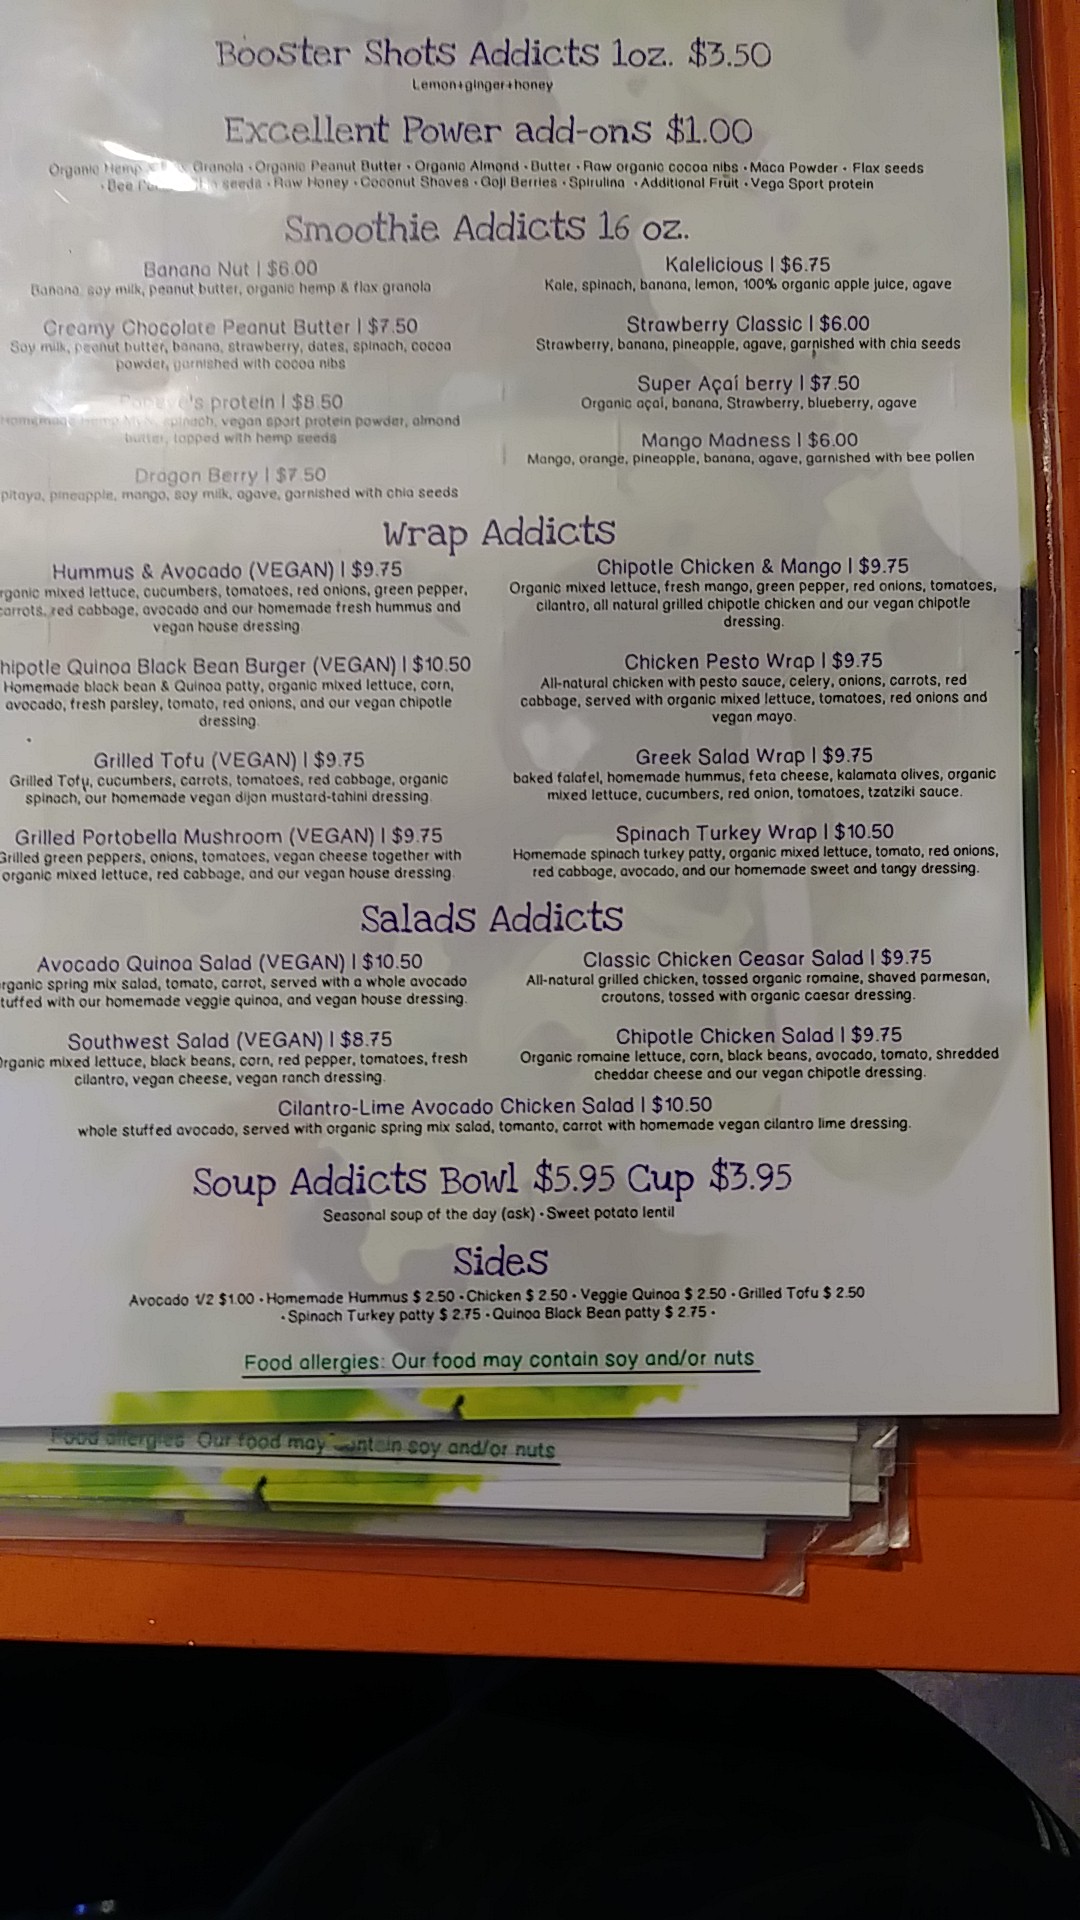 Booster Shots Addicts 1oz. $3.50
Lemon+ginger+honey
Excellent Power add-ons $1.00
Organic Hemp Granola • Organic Peanut Butter • Organic Almond • Butter • Raw organic cocoa nibs • Maca Powder • Flax seeds
• Bee seeds • Raw Honey • Coconut Shaves • Goji Berries • Spirulina • Additional Fruit • Vega Sport protein
Smoothie Addicts 16 oz.
Banana Nut | $6.00
Banana, soy milk, peanut butter, organic hemp & flax granola
Creamy Chocolate Peanut Butter | $7.50
Soy milk, peanut butter, banana, strawberry, dates, spinach, cocoa
powder, garnished with cocoa nibs
Popeye's protein | $8.50
Homemade Hemp spinach, vegan sport protein powder, almond
butter, topped with hemp seeds
Dragon Berry | $7.50
pitaya, pineapple, mango, soy milk, agave, garnished with chia seeds
Kalelicious | $6.75
Kale, spinach, banana, lemon, 100% organic apple juice, agave
Strawberry Classic | $6.00
Strawberry, banana, pineapple, agave, garnished with chia seeds
Super Açaí berry | $7.50
Organic açaí, banana, Strawberry, blueberry, agave
Mango Madness | $6.00
Mango, orange, pineapple, banana, agave, garnished with bee pollen
Wrap Addicts
Hummus & Avocado (VEGAN) | $9.75
rganic mixed lettuce, cucumbers, tomatoes, red onions, green pepper,
carrots, red cabbage, avocado and our homemade fresh hummus and
vegan house dressing.
hipotle Quinoa Black Bean Burger (VEGAN) | $10.50
Homemade black bean & Quinoa patty, organic mixed lettuce, corn,
avocado, fresh parsley, tomato, red onions, and our vegan chipotle
dressing.
Grilled Tofu (VEGAN) | $9.75
Grilled Tofu, cucumbers, carrots, tomatoes, red cabbage, organic
spinach, our homemade vegan dijon mustard-tahini dressing.
Grilled Portobella Mushroom (VEGAN) | $9.75
Grilled green peppers, onions, tomatoes, vegan cheese together with
organic mixed lettuce, red cabbage, and our vegan house dressing.
Chipotle Chicken & Mango | $9.75
Organic mixed lettuce, fresh mango, green pepper, red onions, tomatoes,
cilantro, all natural grilled chipotle chicken and our vegan chipotle
dressing.
Chicken Pesto Wrap | $9.75
All-natural chicken with pesto sauce, celery, onions, carrots, red
cabbage, served with organic mixed lettuce, tomatoes, red onions and
vegan mayo.
Greek Salad Wrap | $9.75
baked falafel, homemade hummus, feta cheese, kalamata olives, organic
mixed lettuce, cucumbers, red onion, tomatoes, tzatziki sauce.
Spinach Turkey Wrap | $10.50
Homemade spinach turkey patty, organic mixed lettuce, tomato, red onions,
red cabbage, avocado, and our homemade sweet and tangy dressing.
Salads Addicts
Avocado Quinoa Salad (VEGAN) | $10.50
rganic spring mix salad, tomato, carrot, served with a whole avocado
tuffed with our homemade veggie quinoa, and vegan house dressing.
Southwest Salad (VEGAN) | $8.75
Organic mixed lettuce, black beans, corn, red pepper, tomatoes, fresh
cilantro, vegan cheese, vegan ranch dressing.
Classic Chicken Ceasar Salad | $9.75
All-natural grilled chicken, tossed organic romaine, shaved parmesan,
croutons, tossed with organic caesar dressing.
Chipotle Chicken Salad | $9.75
Organic romaine lettuce, corn, black beans, avocado, tomato, shredded
cheddar cheese and our vegan chipotle dressing.
Cilantro-Lime Avocado Chicken Salad | $10.50
whole stuffed avocado, served with organic spring mix salad, tomanto, carrot with homemade vegan cilantro lime dressing.
Soup Addicts Bowl $5.95 Cup $3.95
Seasonal soup of the day (ask) • Sweet potato lentil
Sides
Avocado 1/2 $1.00 • Homemade Hummus $ 2.50 • Chicken $ 2.50 • Veggie Quinoa $ 2.50 • Grilled Tofu $ 2.50
• Spinach Turkey patty $ 2.75 • Quinoa Black Bean patty $ 2.75 •
Food allergies: Our food may contain soy and/or nuts
Food allergies: Our food may contain soy and/or nuts